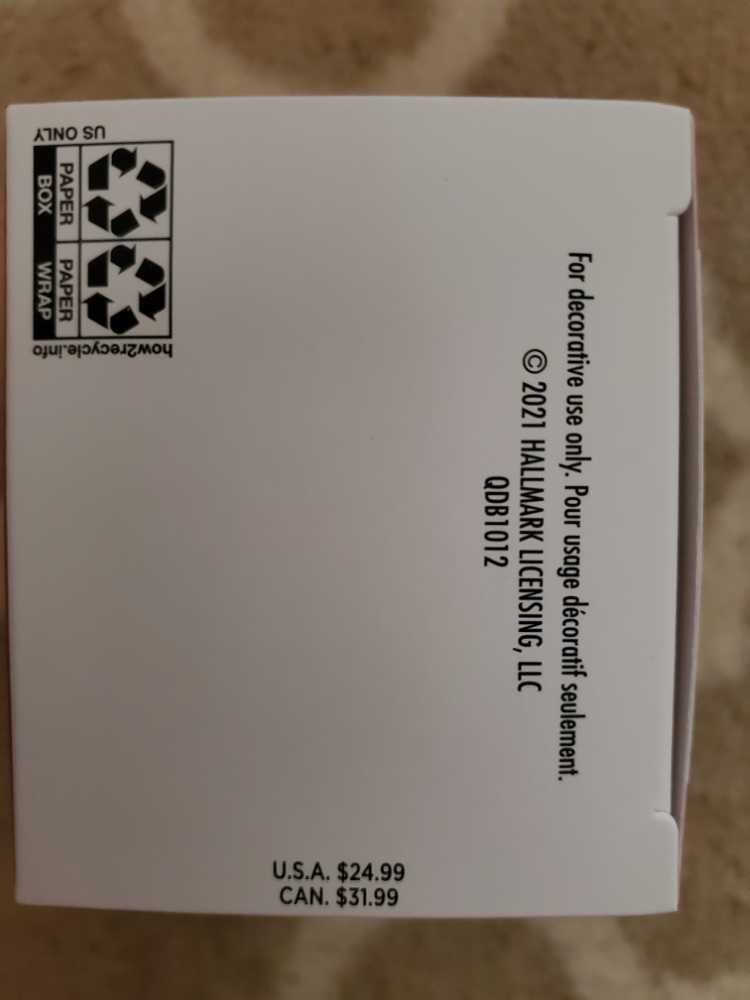 US ONLY
PAPER
BOX
PAPER
WRAP
how2recycle.info
For decorative use only. Pour usage décoratif seulement.
© 2021 HALLMARK LICENSING, LLC
QDB1012
U.S.A. $24.99
CAN. $31.99